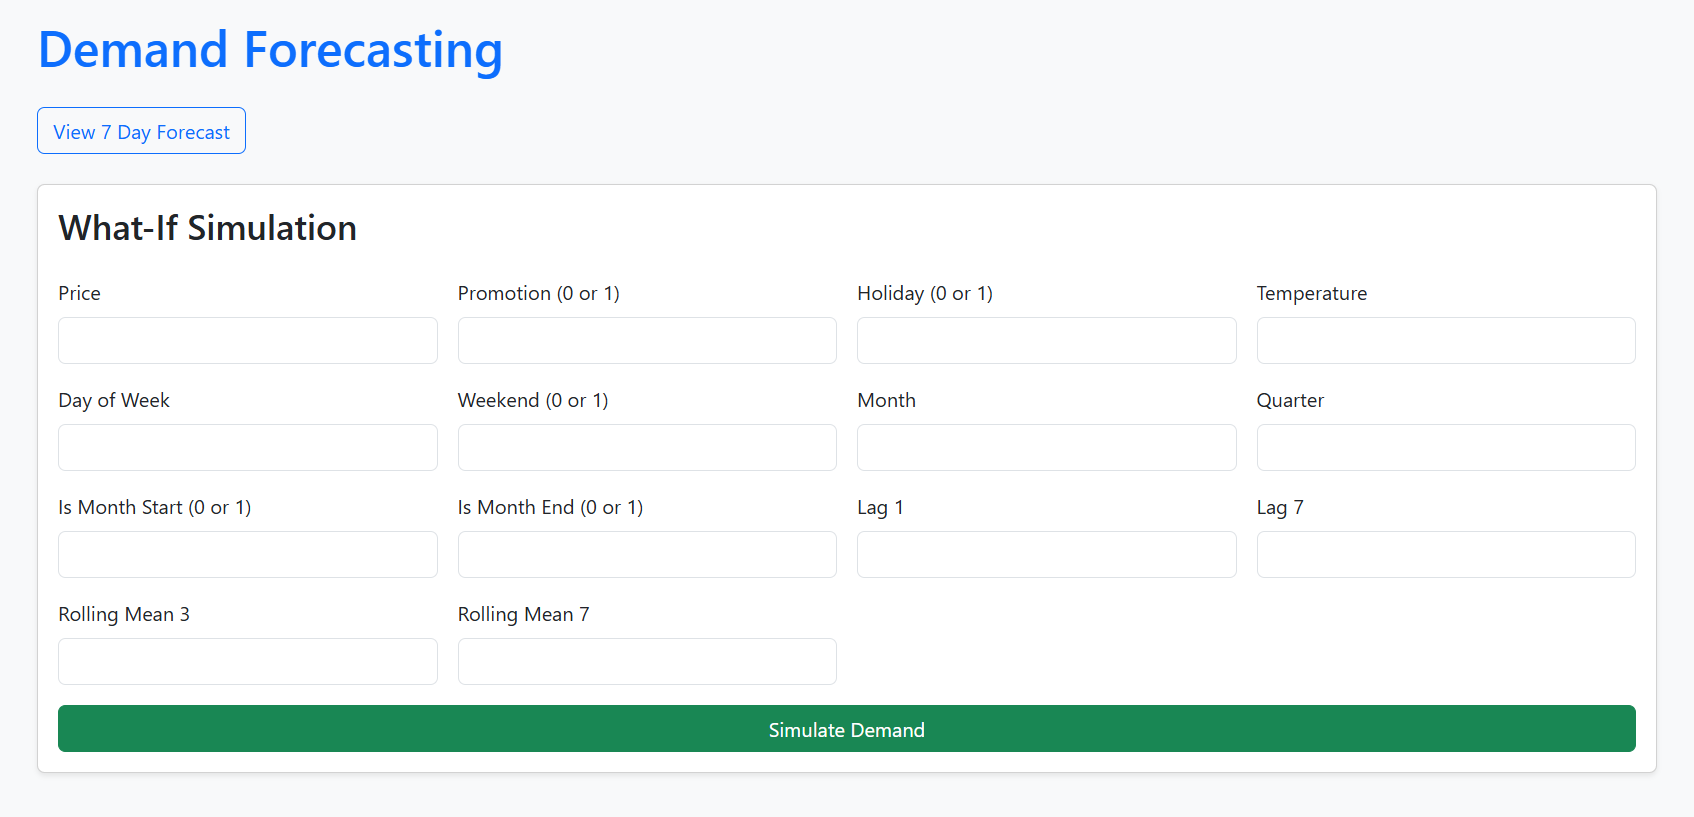 Demand Forecasting
View 7 Day Forecast
What-If Simulation
Price
Promotion (0 or 1)
Holiday (0 or 1)
Temperature
Day of Week
Weekend (0 or 1)
Month
Quarter
Is Month Start (0 or 1)
Is Month End (0 or 1)
Lag 1
Lag 7
Rolling Mean 3
Rolling Mean 7
Simulate Demand